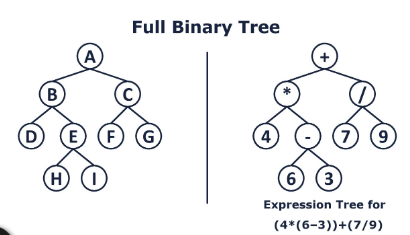 Full Binary Tree
A
B C
D E F G
H I
+
* /
4 - 7 9
6 3
Expression Tree for
(4*(6–3))+(7/9)